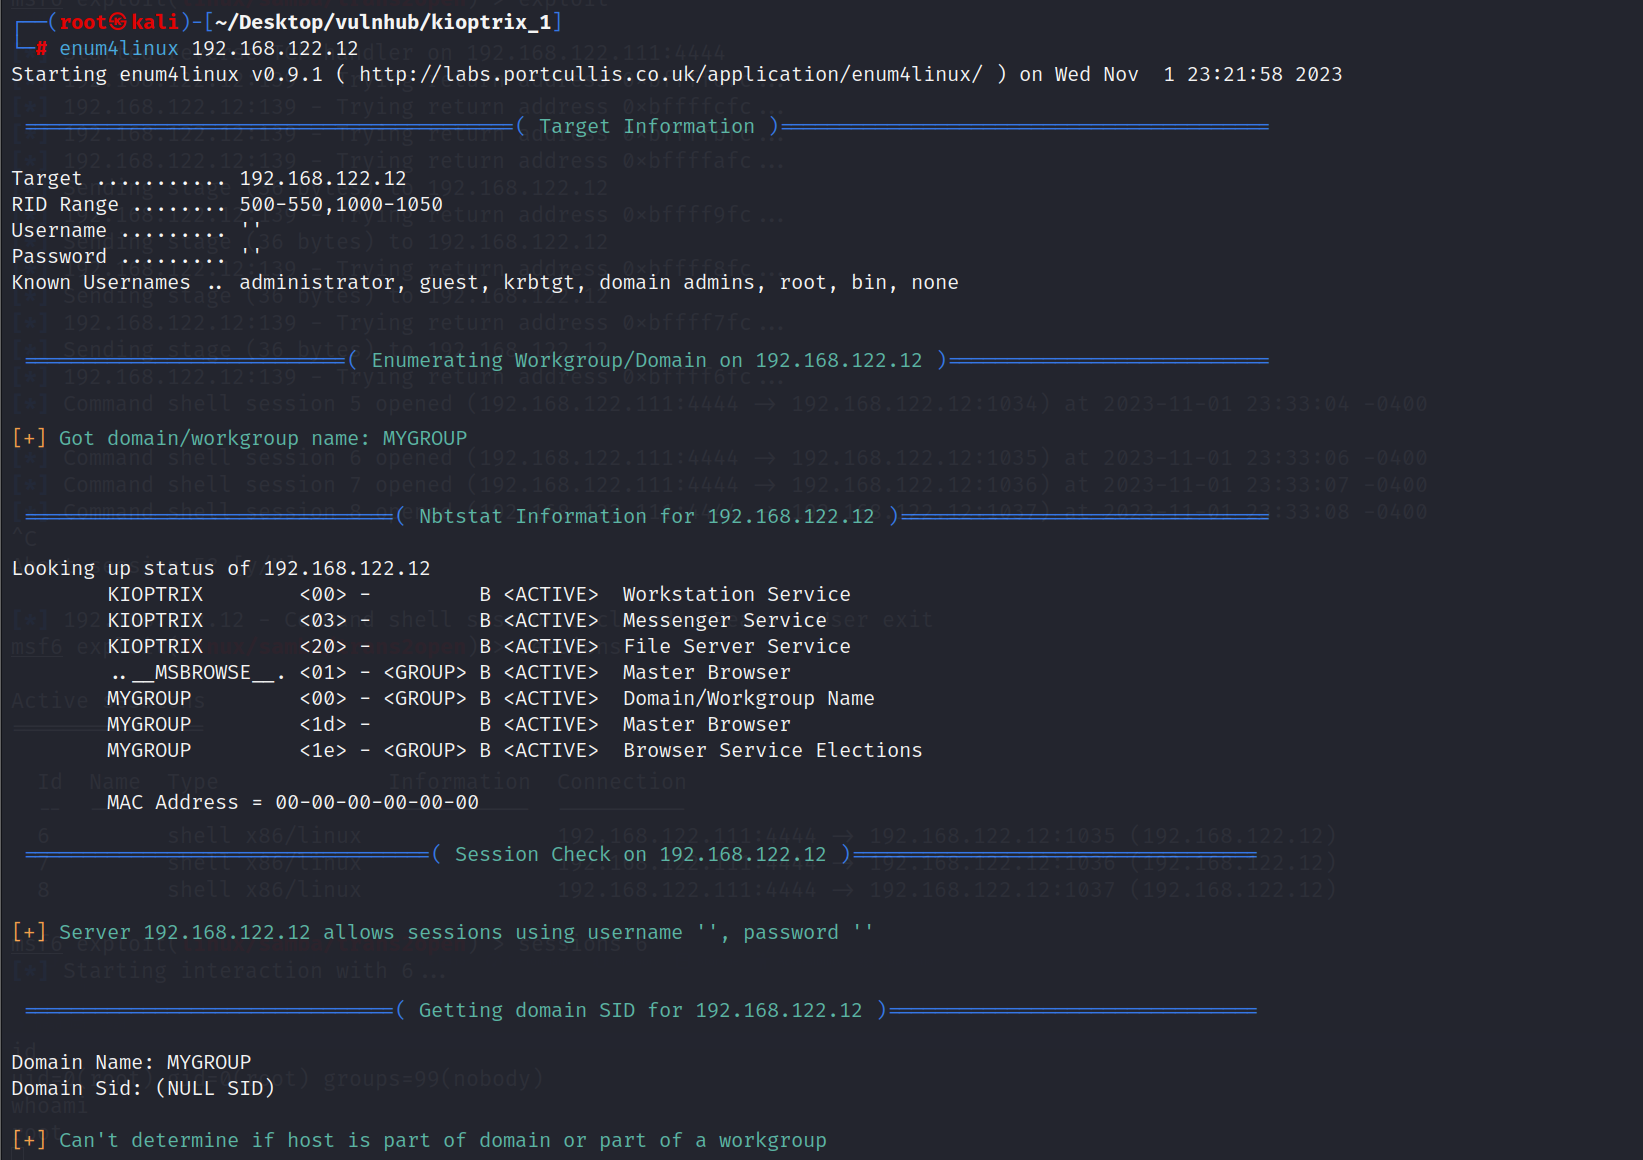 ┌──(root㉿kali)-[~/Desktop/vulnhub/kioptrix_1]
└─# enum4linux 192.168.122.12
Starting enum4linux v0.9.1 ( http://labs.portcullis.co.uk/application/enum4linux/ ) on Wed Nov  1 23:21:58 2023
( Target Information )
Target ........... 192.168.122.12
RID Range ........ 500-550,1000-1050
Username ......... ''
Password ......... ''
Known Usernames .. administrator, guest, krbtgt, domain admins, root, bin, none
( Enumerating Workgroup/Domain on 192.168.122.12 )
[+] Got domain/workgroup name: MYGROUP
( Nbtstat Information for 192.168.122.12 )
Looking up status of 192.168.122.12
KIOPTRIX        <00> -         B <ACTIVE>  Workstation Service
KIOPTRIX        <03> -         B <ACTIVE>  Messenger Service
KIOPTRIX        <20> -         B <ACTIVE>  File Server Service
..__MSBROWSE__. <01> - <GROUP> B <ACTIVE>  Master Browser
MYGROUP         <00> - <GROUP> B <ACTIVE>  Domain/Workgroup Name
MYGROUP         <1d> -         B <ACTIVE>  Master Browser
MYGROUP         <1e> - <GROUP> B <ACTIVE>  Browser Service Elections
MAC Address = 00-00-00-00-00-00
( Session Check on 192.168.122.12 )
[+] Server 192.168.122.12 allows sessions using username '', password ''
( Getting domain SID for 192.168.122.12 )
Domain Name: MYGROUP
Domain Sid: (NULL SID)
[+] Can't determine if host is part of domain or part of a workgroup